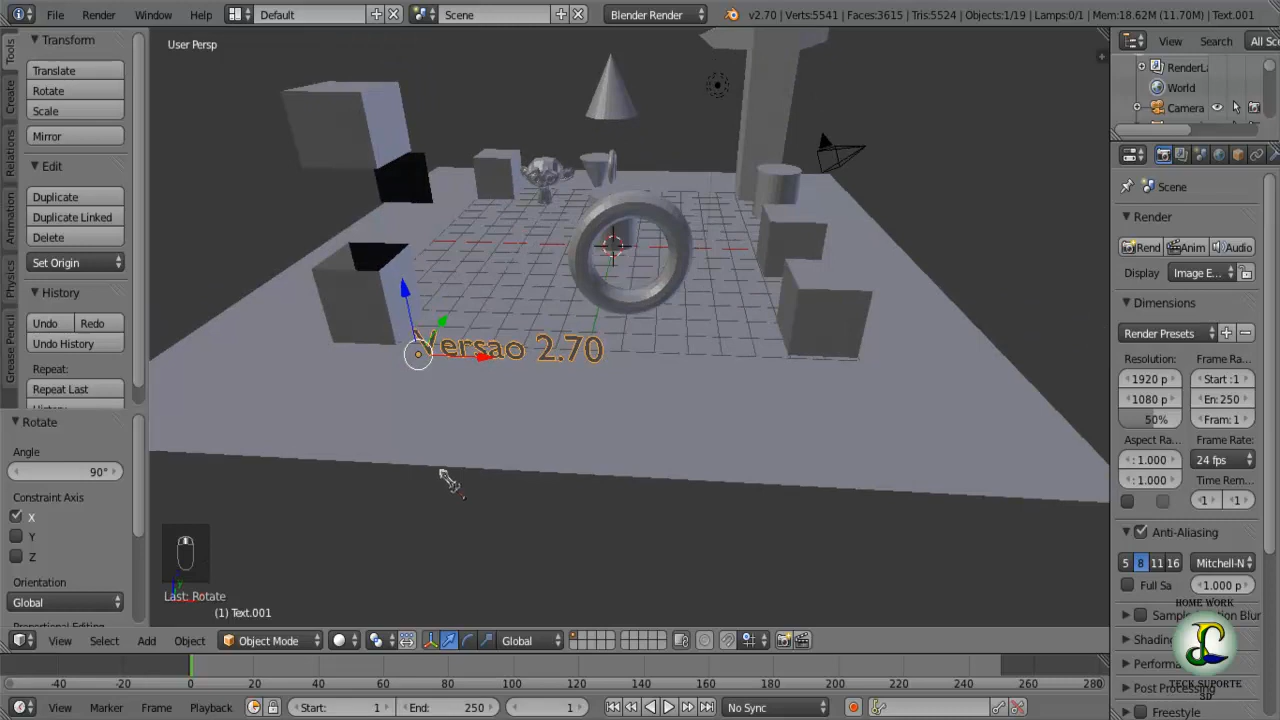 File Render Window Help Default Scene Blender Render v2.70 | Verts:5541 | Faces:3615 | Tris:5524 | Objects:1/19 | Lamps:0/1 | Mem:18.62M (11.70M) | Text.001
Tools
Create
Relations
Animation
Physics
Grease Pencil
Transform
Translate
Rotate
Scale
Mirror
Edit
Duplicate
Duplicate Linked
Delete
Set Origin
History
Undo Redo
Undo History
Repeat:
Repeat Last
Rotate
Angle
90°
Constraint Axis
X
Y
Z
Orientation
Global
User Persp
Versao 2.70
Last: Rotate
(1) Text.001
View Search All Sc
RenderLa
World
Camera
Scene
Render
Rend Anim Audio
Display Image E...
Dimensions
Render Presets
Resolution: Frame Ra...
1920 p Start :1
1080 p En: 250
50% Fram: 1
Aspect Ra... Frame Rate:
: 1.000 24 fps
: 1.000 Time Rem...
1 1
Anti-Aliasing
5 8 11 16 Mitchell-N
Full Sa 1.000 p
HOME WORK
Shading
Post Processing
TECK SUPORTE
3D
Freestyle
View Select Add Object Object Mode Global
-40 -20 0 20 40 60 80 100 120 140 160 180 200 220 240 260 280
View Marker Frame Playback Start: 1 End: 250 1 No Sync